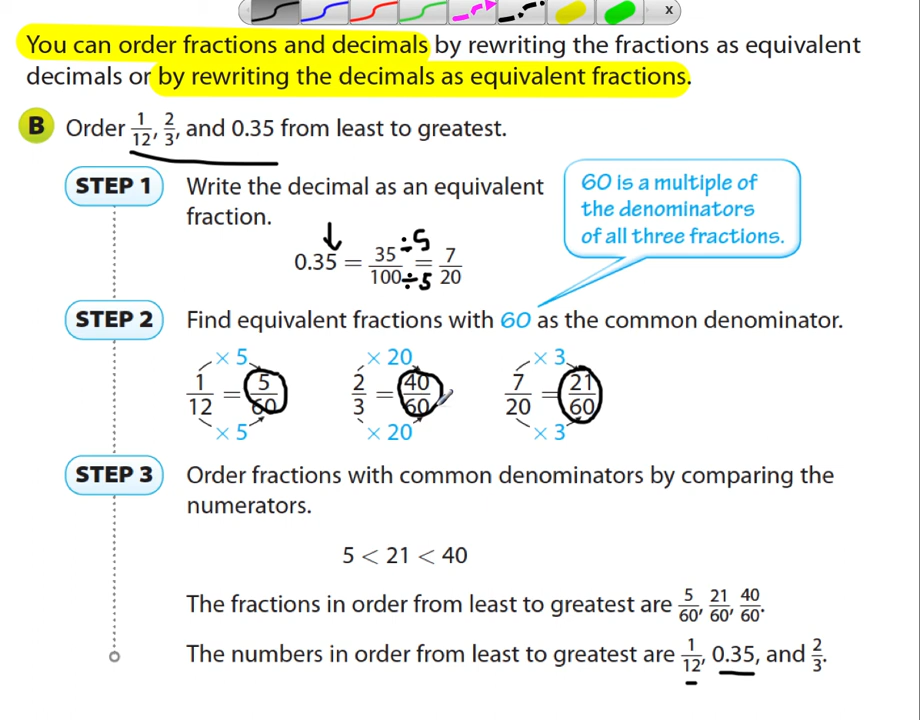 x
You can order fractions and decimals by rewriting the fractions as equivalent
decimals or by rewriting the decimals as equivalent fractions.
B Order 1/12, 2/3, and 0.35 from least to greatest.
STEP 1 Write the decimal as an equivalent
fraction.
60 is a multiple of
the denominators
of all three fractions.
0.35 = 35/100 ÷5/÷5 = 7/20
STEP 2 Find equivalent fractions with 60 as the common denominator.
× 5 × 20 × 3
1/12 = 5/60 2/3 = 40/60 7/20 = 21/60
× 5 × 20 × 3
STEP 3 Order fractions with common denominators by comparing the
numerators.
5 < 21 < 40
The fractions in order from least to greatest are 5/60, 21/60, 40/60.
The numbers in order from least to greatest are 1/12, 0.35, and 2/3.